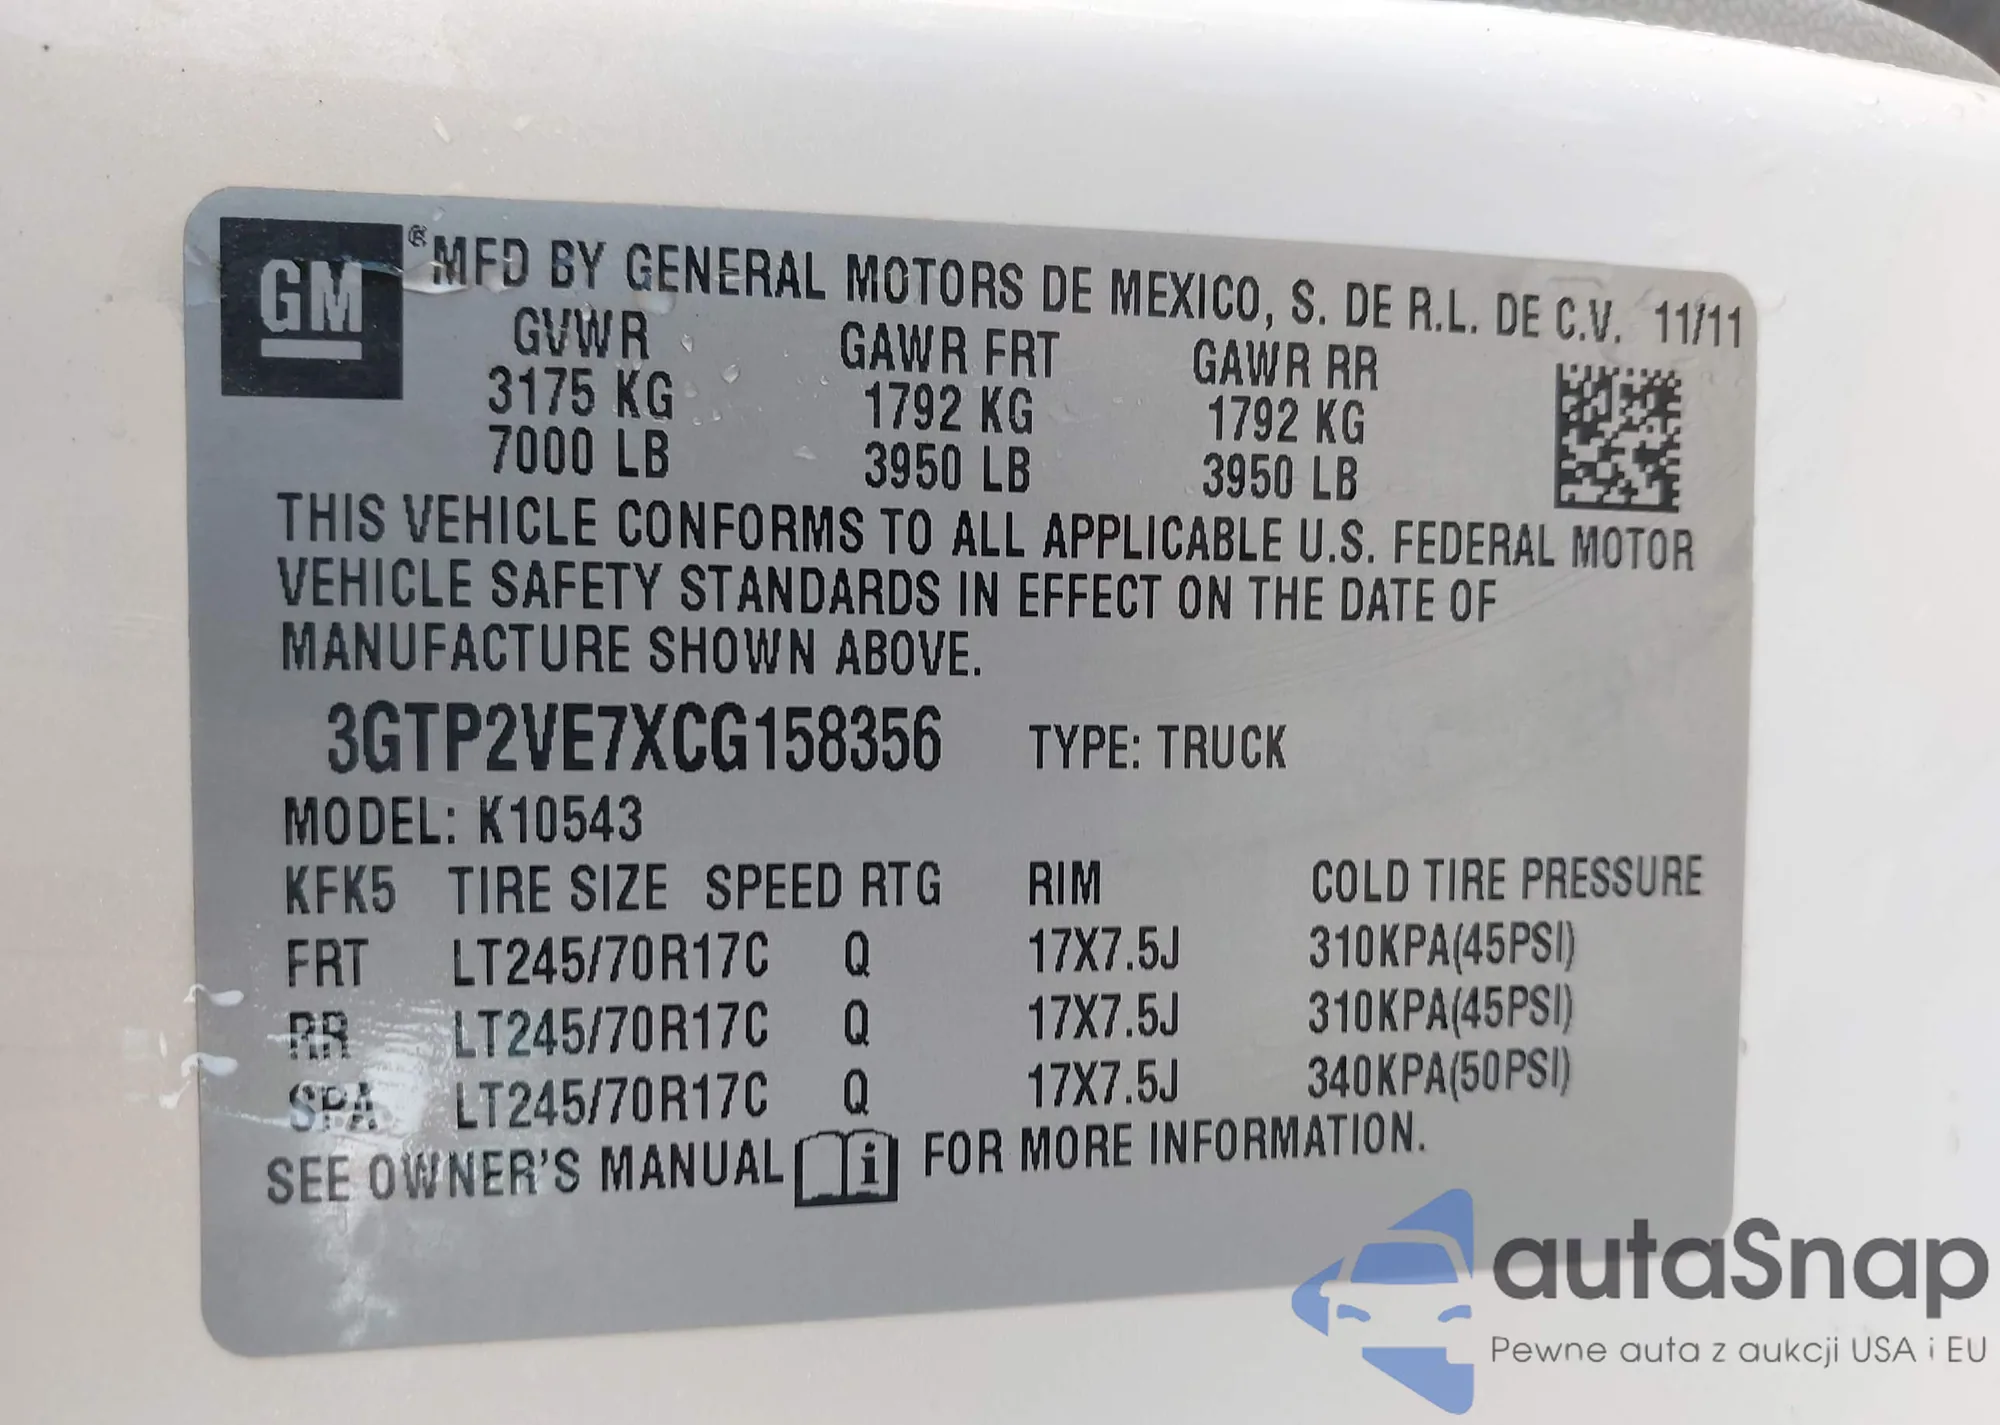 GM ® MFD BY GENERAL MOTORS DE MEXICO, S. DE R.L. DE C.V. 11/11
GVWR GAWR FRT GAWR RR
3175 KG 1792 KG 1792 KG
7000 LB 3950 LB 3950 LB
THIS VEHICLE CONFORMS TO ALL APPLICABLE U.S. FEDERAL MOTOR
VEHICLE SAFETY STANDARDS IN EFFECT ON THE DATE OF
MANUFACTURE SHOWN ABOVE.
3GTP2VE7XCG158356 TYPE: TRUCK
MODEL: K10543
KFK5 TIRE SIZE SPEED RTG RIM COLD TIRE PRESSURE
FRT LT245/70R17C Q 17X7.5J 310KPA(45PSI)
RR LT245/70R17C Q 17X7.5J 310KPA(45PSI)
SPA LT245/70R17C Q 17X7.5J 340KPA(50PSI)
SEE OWNER'S MANUAL i FOR MORE INFORMATION.
autaSnap
Pewne auta z aukcji USA i EU